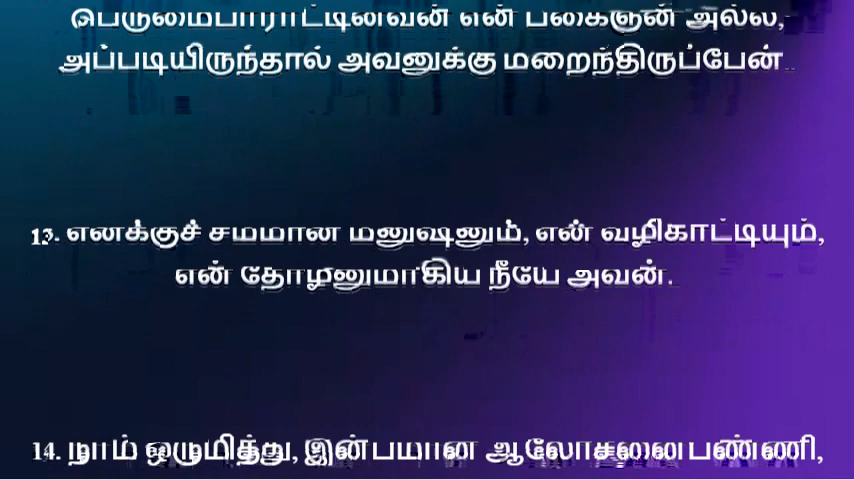 பெருமைபாராட்டினவன் என் பகைஞன் அல்ல,
அப்படியிருந்தால் அவனுக்கு மறைந்திருப்பேன்.
13. எனக்குச் சமமான மனுஷனும், என் வழிகாட்டியும்,
என் தோழனுமாகிய நீயே அவன்.
14. நாம் ஒருமித்து, இன்பமான ஆலோசனைபண்ணி,